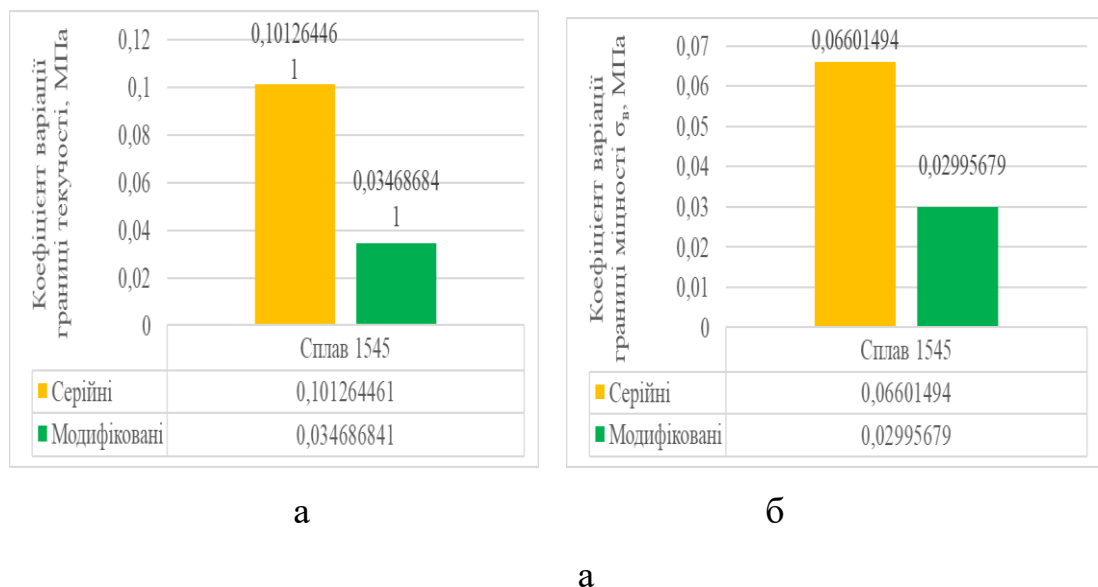 Коефіцієнт варіації
границі текучості, МПа
0,12
0,1
0,08
0,06
0,04
0,02
0
0,10126446
1
0,03468684
1
Сплав 1545
Серійні 0,101264461
Модифіковані 0,034686841
а
Коефіцієнт варіації
границі міцності σв, МПа
0,07
0,06
0,05
0,04
0,03
0,02
0,01
0
0,06601494
0,02995679
Сплав 1545
Серійні 0,06601494
Модифіковані 0,02995679
б
а